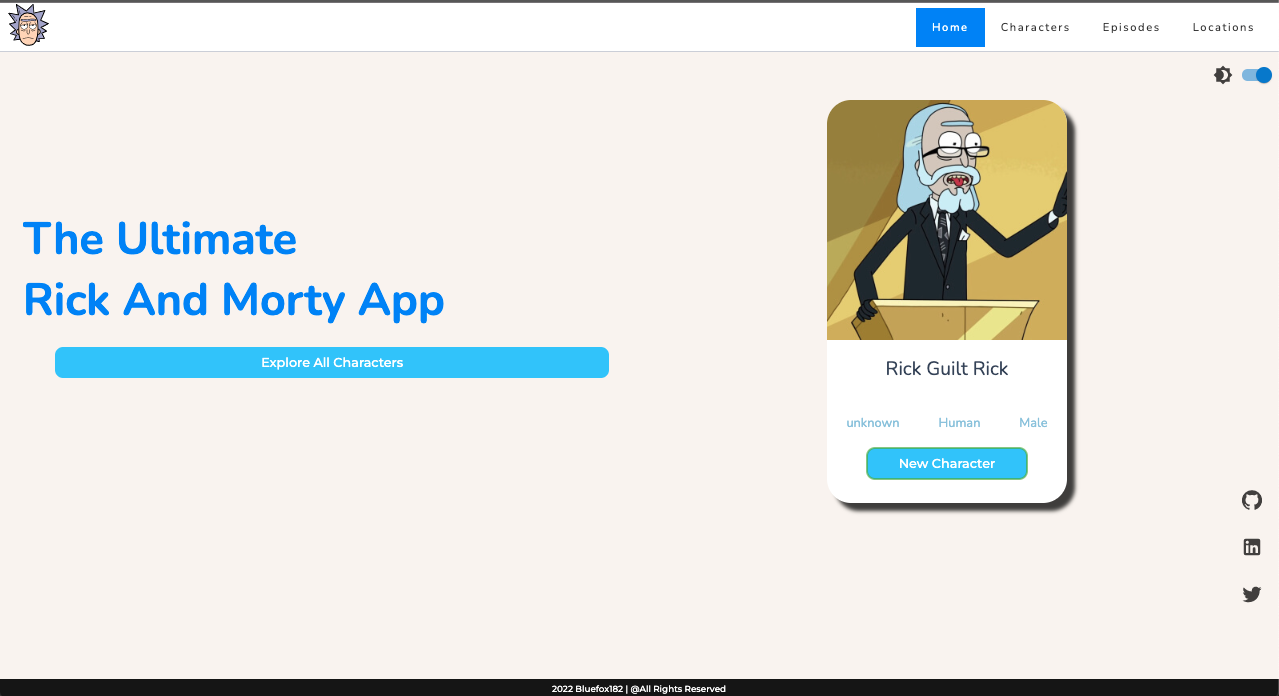 Home Characters Episodes Locations
The Ultimate
Rick And Morty App
Explore All Characters
Rick Guilt Rick
unknown Human Male
New Character
2022 Bluefox182 | @All Rights Reserved